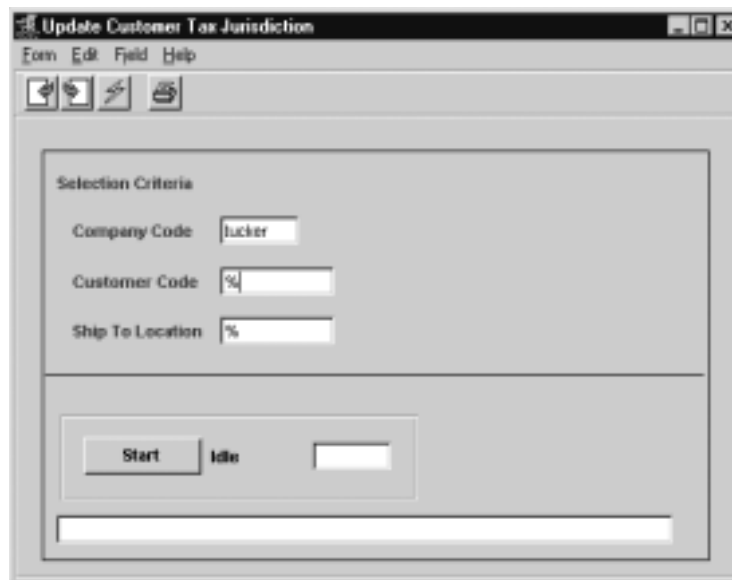 Update Customer Tax Jurisdiction
Form Edit Field Help
Selection Criteria
Company Code tucker
Customer Code %
Ship To Location %
Start Idle